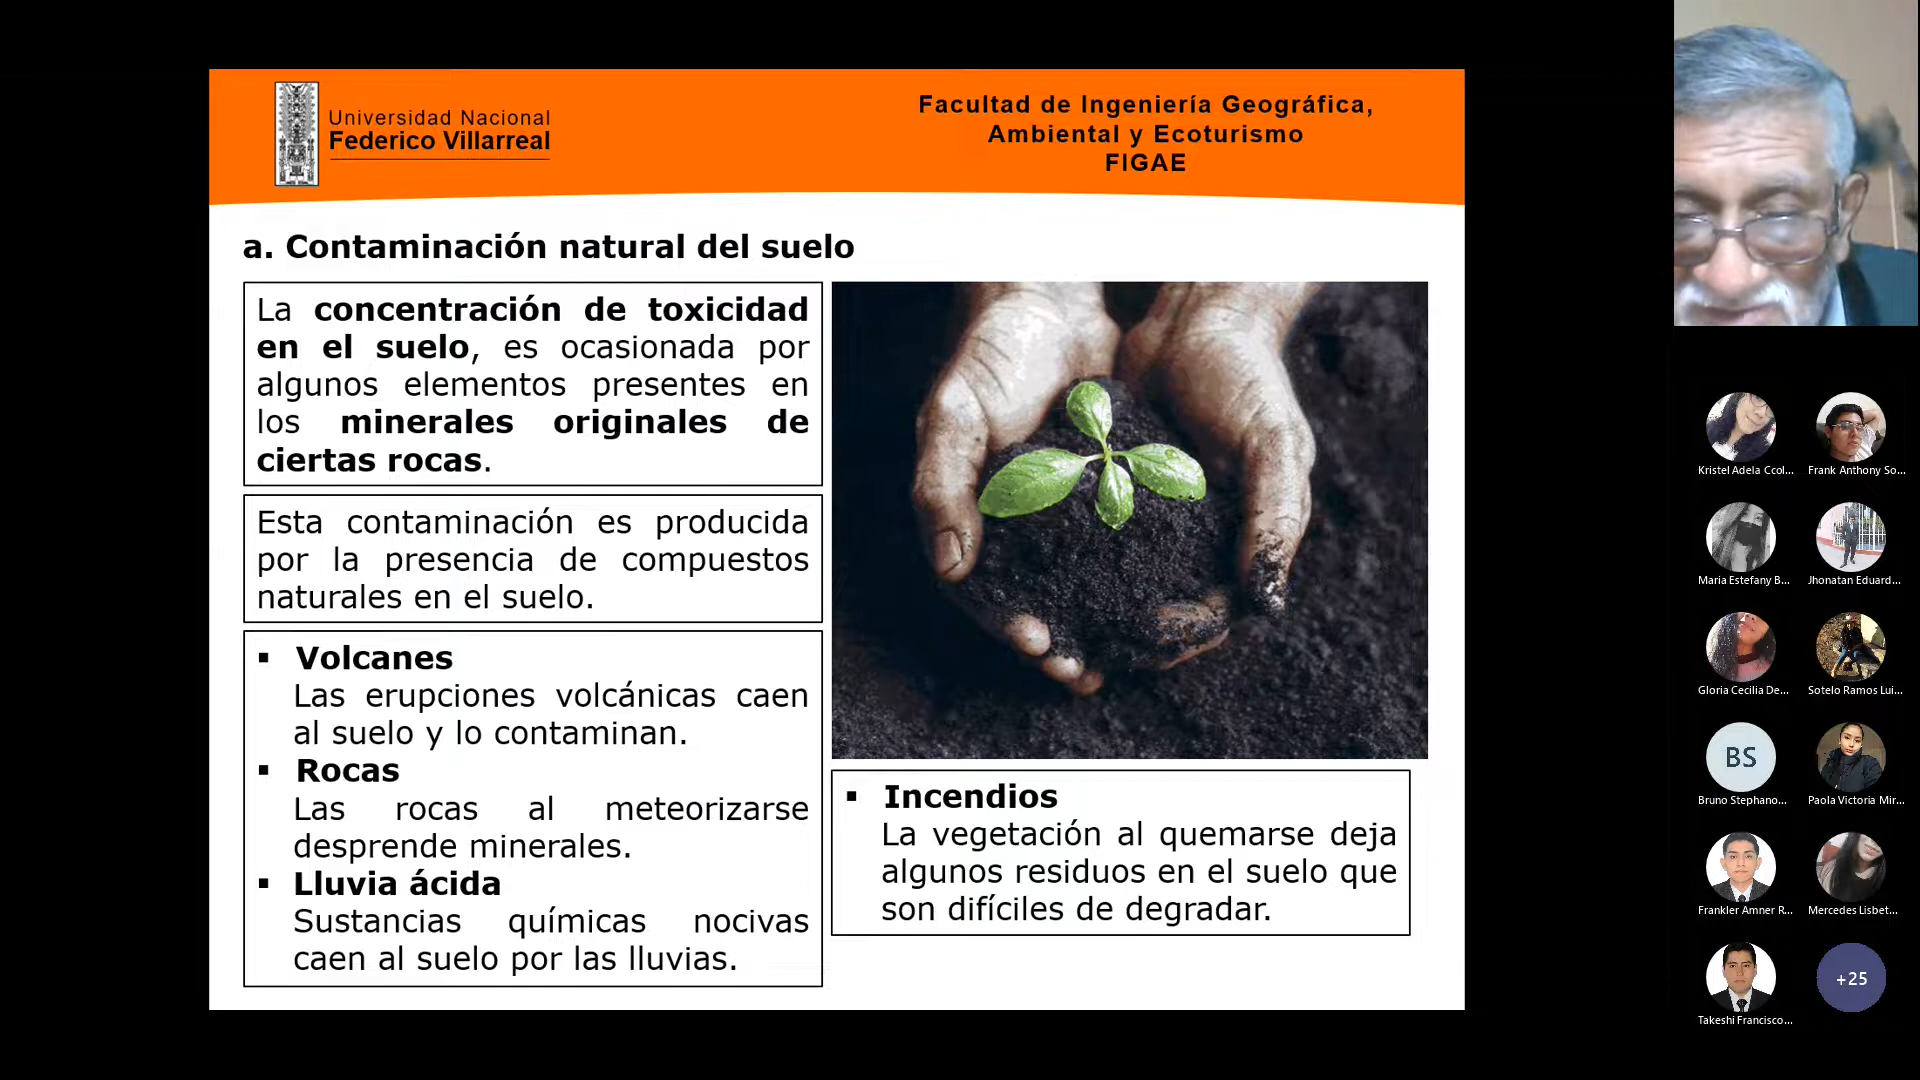 Universidad Nacional
Federico Villarreal
Facultad de Ingeniería Geográfica,
Ambiental y Ecoturismo
FIGAE
a. Contaminación natural del suelo
La concentración de toxicidad
en el suelo, es ocasionada por
algunos elementos presentes en
los minerales originales de
ciertas rocas.
Esta contaminación es producida
por la presencia de compuestos
naturales en el suelo.
▪ Volcanes
Las erupciones volcánicas caen
al suelo y lo contaminan.
▪ Rocas
Las rocas al meteorizarse
desprende minerales.
▪ Lluvia ácida
Sustancias químicas nocivas
caen al suelo por las lluvias.
▪ Incendios
La vegetación al quemarse deja
algunos residuos en el suelo que
son difíciles de degradar.
Kristel Adela Ccol...
Frank Anthony So...
Maria Estefany B...
Jhonatan Eduard...
Gloria Cecilia De...
Sotelo Ramos Lui...
BS
Bruno Stephano...
Paola Victoria Mir...
Frankler Amner R...
Mercedes Lisbet...
Takeshi Francisco...
+25